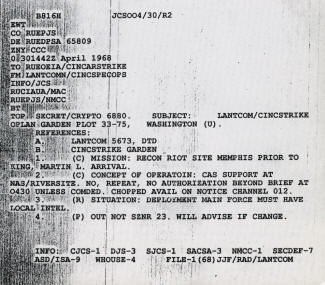 B816H JCS004/30/R2
EWT
CO RUEPJS
DE RUEDPSA 65809
ZNY CCC
O 301442Z April 1968
TO RUEOEIA/CINCARSTRIKE
FM LANTCOMN/CINCSPECOPS
INFO/JCS
RUCIAUA/MAC
RUEPJS/NMCC
BT
TOP SECRET/CRYPTO 6880. SUBJECT: LANTCOM/CINCSTRIKE
OPLAN GARDEN PLOT 33-75, WASHINGTON (U).
REFERENCES:
A. LANTCOM 5673, DTD
B. CINCSTRIKE GARDEN
1. (C) MISSION: RECON RIOT SITE MEMPHIS PRIOR TO
KING, MARTIN L. ARRIVAL.
2. (C) CONCEPT OF OPERATOIN: CAS SUPPORT AT
NAS/RIVERSITE. NO, REPEAT, NO AUTHORIZATION BEYOND BRIEF AT
0430 UNLESS COMDED. CHOPPED AVAIL ON NOTICE CHANNEL 012.
3. (R) SITUATION: DEPLOYMENT MAIN FORCE MUST HAVE
LOCAL INTEL.
4. (P) OUT NOT SENR 23. WILL ADVISE IF CHANGE.
INFO: CJCS-1 DJS-3 SJCS-1 SACSA-3 NMCC-1 SECDEF-7
ASD/ISA-9 WHOUSE-4 FILE-1(68)JJF/RAD/LANTCOM